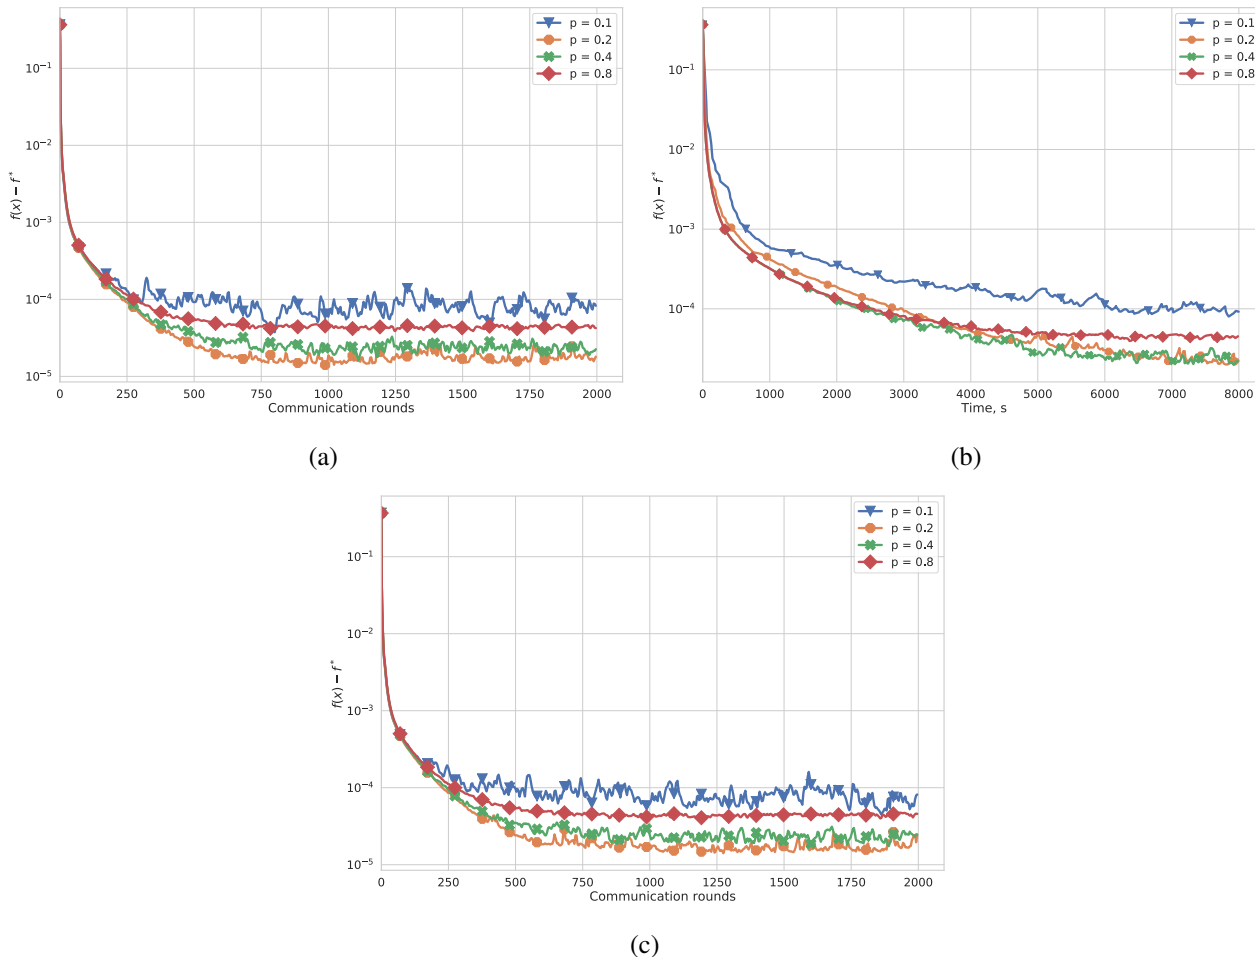 p = 0.1
p = 0.2
p = 0.4
p = 0.8
10⁻¹
10⁻²
10⁻³
10⁻⁴
10⁻⁵
f(x) − f*
0 250 500 750 1000 1250 1500 1750 2000
Communication rounds
(a)
p = 0.1
p = 0.2
p = 0.4
p = 0.8
10⁻¹
10⁻²
10⁻³
10⁻⁴
f(x) − f*
0 1000 2000 3000 4000 5000 6000 7000 8000
Time, s
(b)
p = 0.1
p = 0.2
p = 0.4
p = 0.8
10⁻¹
10⁻²
10⁻³
10⁻⁴
10⁻⁵
f(x) − f*
0 250 500 750 1000 1250 1500 1750 2000
Communication rounds
(c)